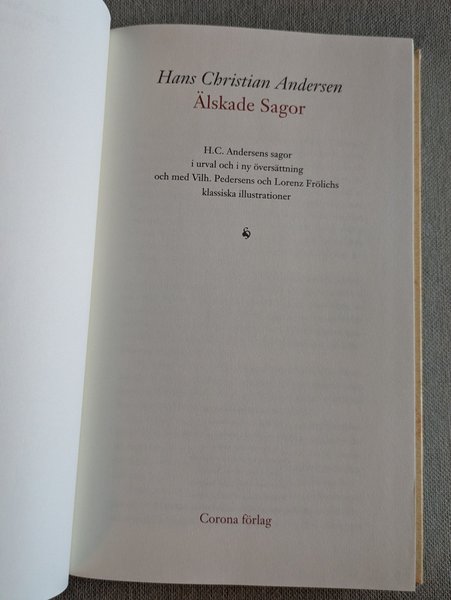 Hans Christian Andersen
Älskade Sagor
H.C. Andersens sagor
i urval och i ny översättning
och med Vilh. Pedersens och Lorenz Frölichs
klassiska illustrationer
Corona förlag